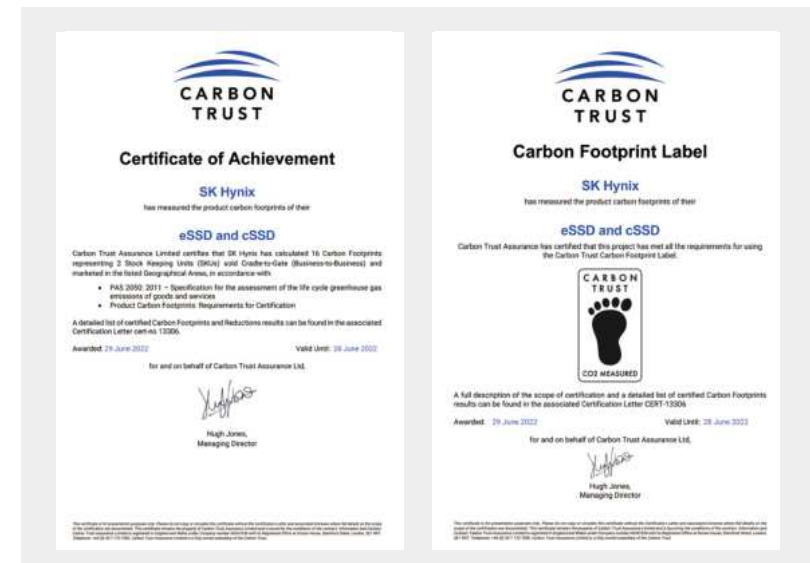 CARBON
TRUST
Certificate of Achievement
SK Hynix
has measured the product carbon footprints of their
eSSD and cSSD
Carbon Trust Assurance Limited certifies that SK Hynix has calculated 16 Carbon Footprints
representing 2 Stock Keeping Units (SKUs) sold Cradle-to-Gate (Business-to-Business) and
marketed in the listed Geographical Areas, in accordance with
• PAS 2050: 2011 – Specification for the assessment of the life cycle greenhouse gas
emissions of goods and services
• Product Carbon Footprints: Requirements for Certification
A detailed list of certified Carbon Footprints and Reductions results can be found in the associated
Certification Letter cert-no 13306.
Awarded: 29 June 2022 Valid Until: 28 June
for and on behalf of Carbon Trust Assurance Ltd,
Hugh Jones,
Managing Director
CARBON
TRUST
Carbon Footprint Label
SK Hynix
has measured the product carbon footprints of their
eSSD and cSSD
Carbon Trust Assurance has certified that this project has met all the requirements for using
the Carbon Trust Carbon Footprint Label.
CARBON
TRUST
CO2 MEASURED
A full description of the scope of certification and a detailed list of certified Carbon Footprints
results can be found in the associated Certification Letter CERT-13306
Awarded: 29 June 2022 Valid Until: 28 June
for and on behalf of Carbon Trust Assurance Ltd,
Hugh Jones,
Managing Director